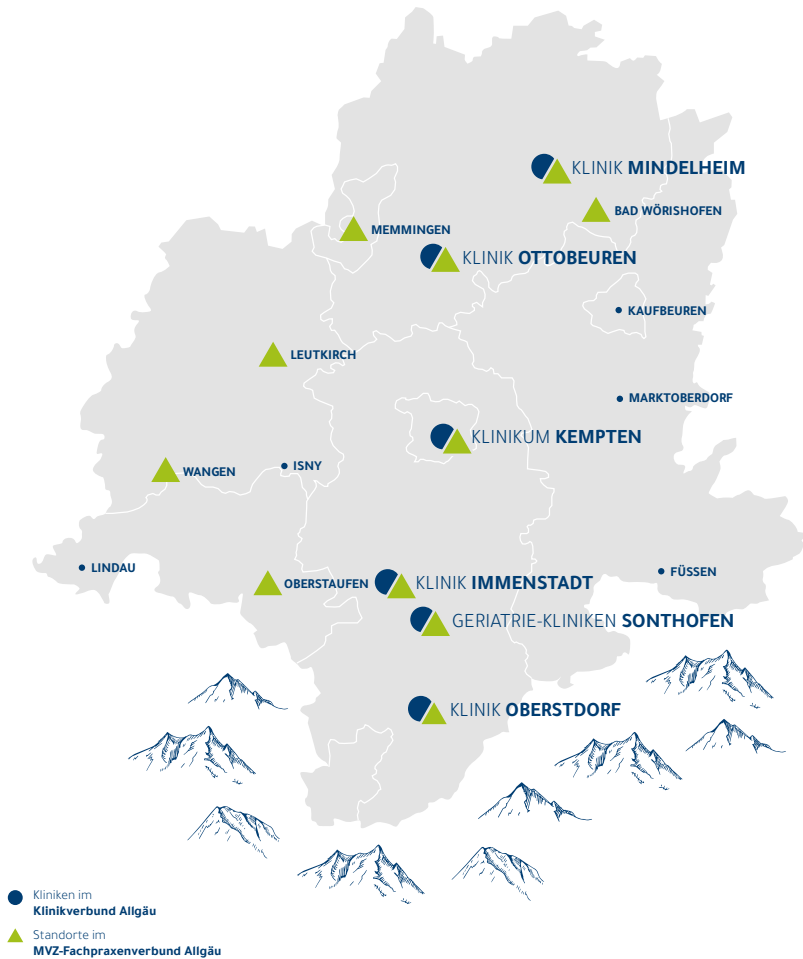 KLINIK MINDELHEIM
BAD WÖRISHOFEN
MEMMINGEN
KLINIK OTTOBEUREN
KAUFBEUREN
LEUTKIRCH
MARKTOBERDORF
KLINIKUM KEMPTEN
ISNY
WANGEN
LINDAU
FÜSSEN
OBERSTAUFEN
KLINIK IMMENSTADT
GERIATRIE-KLINIKEN SONTHOFEN
KLINIK OBERSTDORF
Kliniken im
Klinikverbund Allgäu
Standorte im
MVZ-Fachpraxenverbund Allgäu